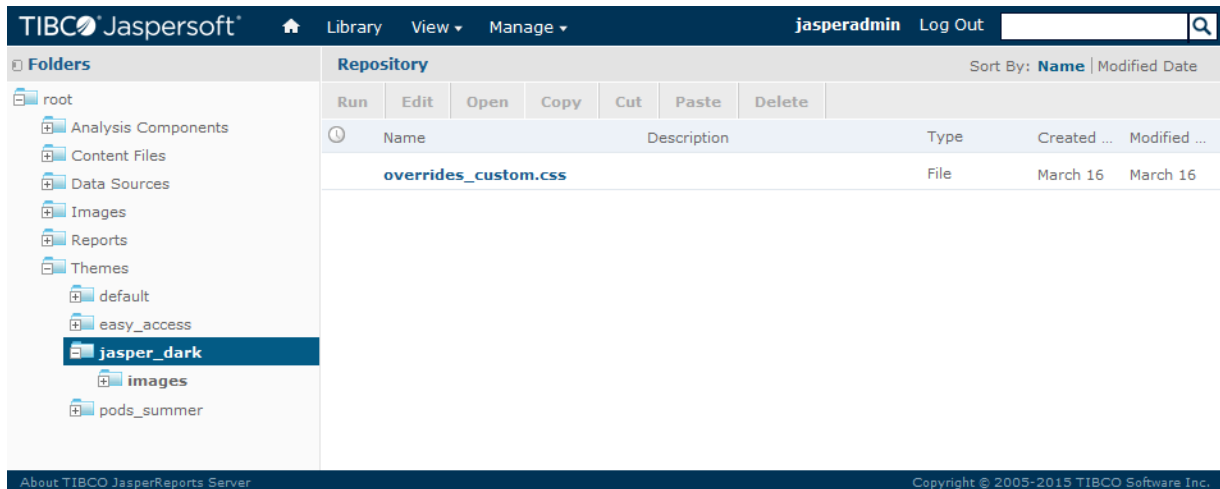 TIBCO Jaspersoft® Library View Manage jasperadmin Log Out
Folders
root
Analysis Components
Content Files
Data Sources
Images
Reports
Themes
default
easy_access
jasper_dark
images
pods_summer
Repository Sort By: Name | Modified Date
Run Edit Open Copy Cut Paste Delete
Name Description Type Created ... Modified ...
overrides_custom.css File March 16 March 16
About TIBCO JasperReports Server Copyright © 2005-2015 TIBCO Software Inc.